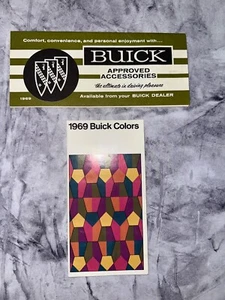 Comfort, convenience, and personal enjoyment with....
BUICK
APPROVED
ACCESSORIES
the ultimate in driving pleasure
1969
Available from your BUICK DEALER
1969 Buick Colors